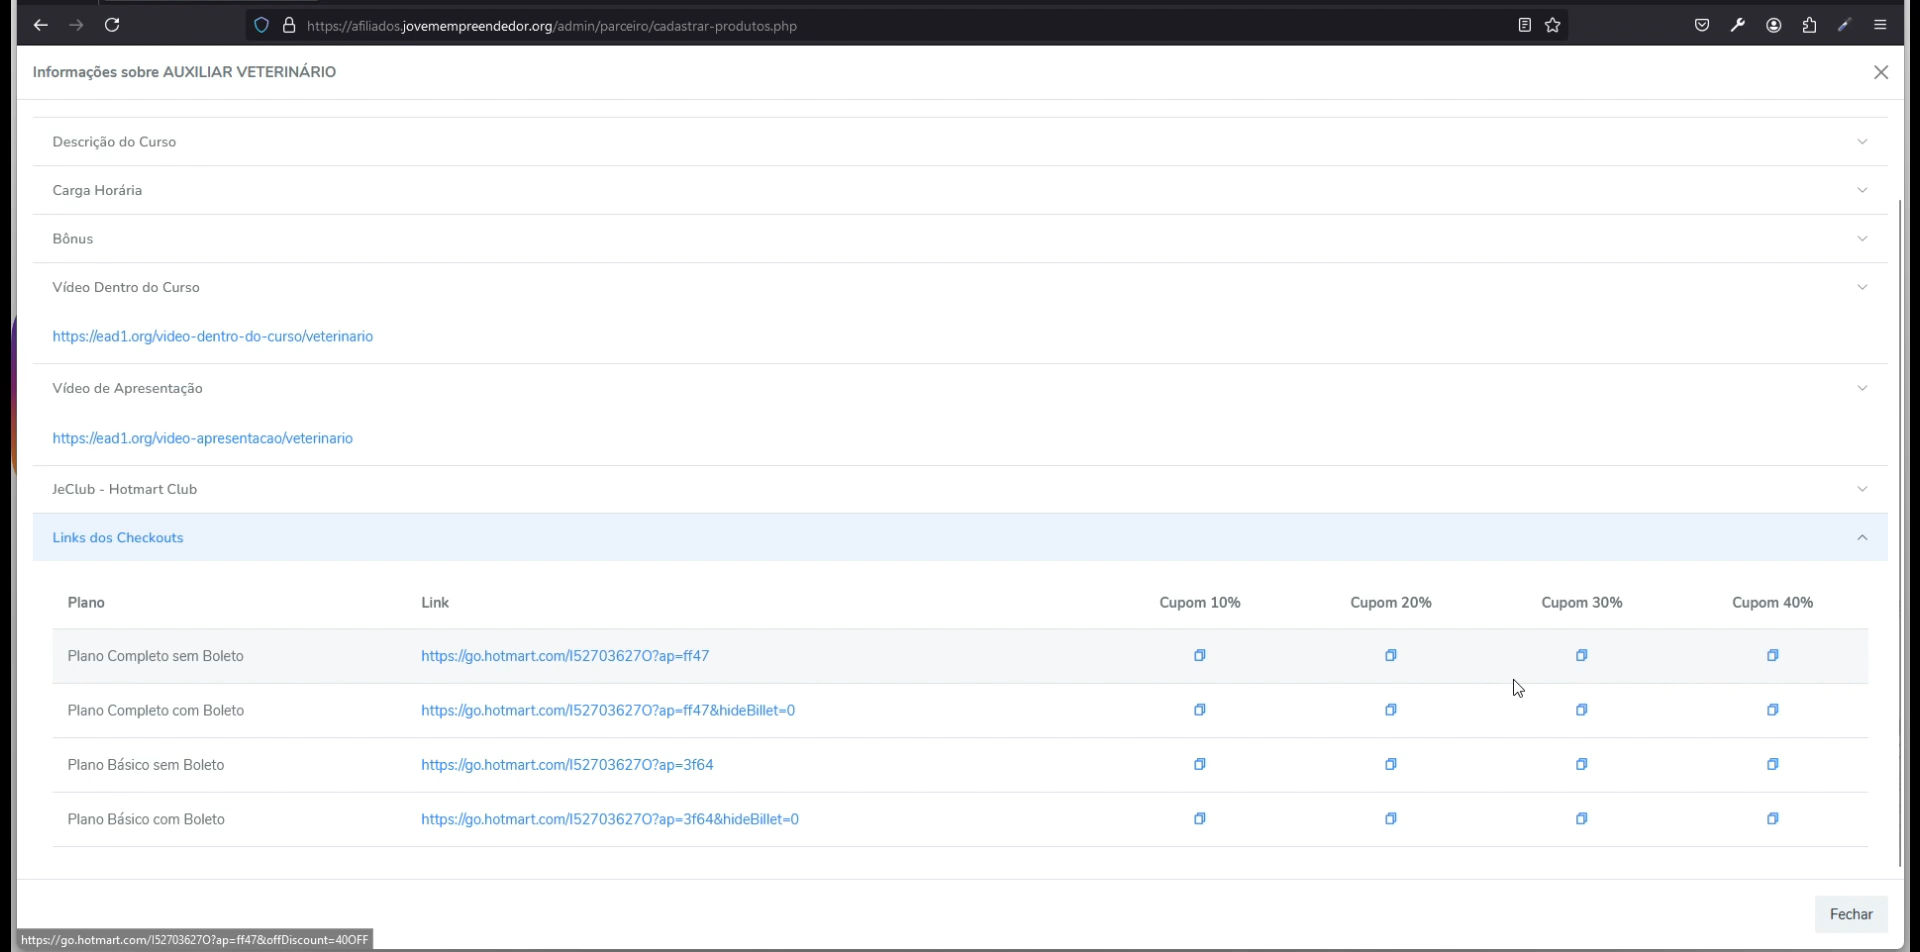 https://afiliados.jovemempreendedor.org/admin/parceiro/cadastrar-produtos.php
Informações sobre AUXILIAR VETERINÁRIO
Descrição do Curso
Carga Horária
Bônus
Vídeo Dentro do Curso
https://ead1.org/video-dentro-do-curso/veterinario
Vídeo de Apresentação
https://ead1.org/video-apresentacao/veterinario
JeClub - Hotmart Club
Links dos Checkouts
Plano Link Cupom 10% Cupom 20% Cupom 30% Cupom 40%
Plano Completo sem Boleto https://go.hotmart.com/I52703627O?ap=ff47
Plano Completo com Boleto https://go.hotmart.com/I52703627O?ap=ff47&hideBillet=0
Plano Básico sem Boleto https://go.hotmart.com/I52703627O?ap=3f64
Plano Básico com Boleto https://go.hotmart.com/I52703627O?ap=3f64&hideBillet=0
Fechar
https://go.hotmart.com/I52703627O?ap=ff47&offDiscount=40OFF